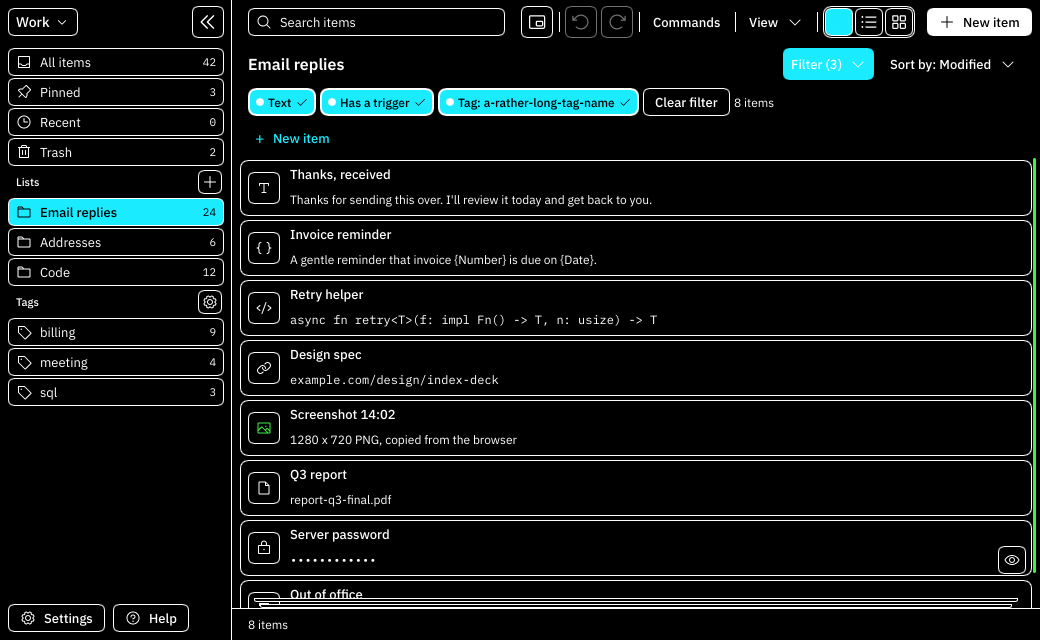 Work
Search items
Commands
View
New item
All items 42
Pinned 3
Recent 0
Trash 2
Lists
Email replies 24
Addresses 6
Code 12
Tags
billing 9
meeting 4
sql 3
Settings
Help
Email replies
Filter (3)
Sort by: Modified
Text
Has a trigger
Tag: a-rather-long-tag-name
Clear filter
8 items
+ New item
Thanks, received
Thanks for sending this over. I'll review it today and get back to you.
Invoice reminder
A gentle reminder that invoice {Number} is due on {Date}.
Retry helper
async fn retry<T>(f: impl Fn() -> T, n: usize) -> T
Design spec
example.com/design/index-deck
Screenshot 14:02
1280 x 720 PNG, copied from the browser
Q3 report
report-q3-final.pdf
Server password
••••••••••••
Out of office
8 items